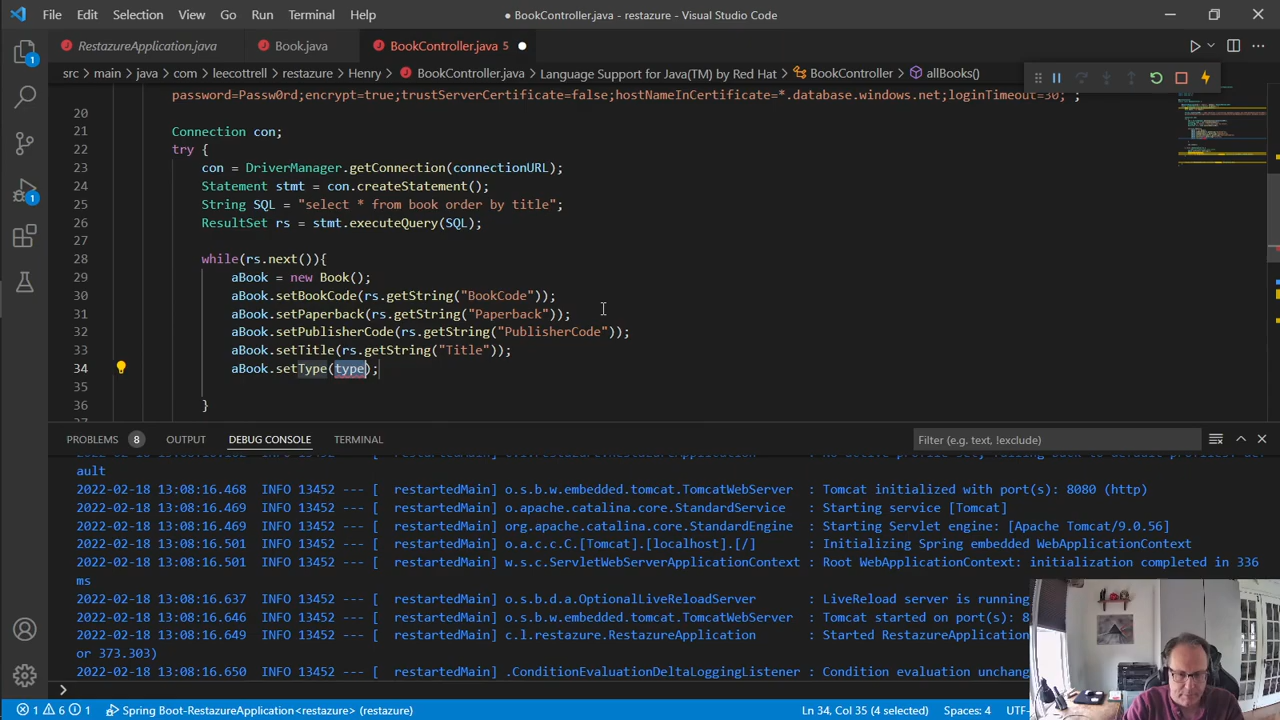 File Edit Selection View Go Run Terminal Help
● BookController.java - restazure - Visual Studio Code
RestazureApplication.java
Book.java
BookController.java 5
src > main > java > com > leecottrell > restazure > Henry > BookController.java > Language Support for Java(TM) by Red Hat > BookController > allBooks()
password=Passw0rd;encrypt=true;trustServerCertificate=false;hostNameInCertificate=*.database.windows.net;loginTimeout=30;";
20
21 Connection con;
22 try {
23 con = DriverManager.getConnection(connectionURL);
24 Statement stmt = con.createStatement();
25 String SQL = "select * from book order by title";
26 ResultSet rs = stmt.executeQuery(SQL);
27
28 while(rs.next()){
29 aBook = new Book();
30 aBook.setBookCode(rs.getString("BookCode"));
31 aBook.setPaperback(rs.getString("Paperback"));
32 aBook.setPublisherCode(rs.getString("PublisherCode"));
33 aBook.setTitle(rs.getString("Title"));
34 aBook.setType(type);
35
36 }
PROBLEMS 8 OUTPUT DEBUG CONSOLE TERMINAL
Filter (e.g. text, !exclude)
ault
2022-02-18 13:08:16.468 INFO 13452 --- [ restartedMain] o.s.b.w.embedded.tomcat.TomcatWebServer : Tomcat initialized with port(s): 8080 (http)
2022-02-18 13:08:16.469 INFO 13452 --- [ restartedMain] o.apache.catalina.core.StandardService : Starting service [Tomcat]
2022-02-18 13:08:16.469 INFO 13452 --- [ restartedMain] org.apache.catalina.core.StandardEngine : Starting Servlet engine: [Apache Tomcat/9.0.56]
2022-02-18 13:08:16.501 INFO 13452 --- [ restartedMain] o.a.c.c.C.[Tomcat].[localhost].[/] : Initializing Spring embedded WebApplicationContext
2022-02-18 13:08:16.501 INFO 13452 --- [ restartedMain] w.s.c.ServletWebServerApplicationContext : Root WebApplicationContext: initialization completed in 336
ms
2022-02-18 13:08:16.637 INFO 13452 --- [ restartedMain] o.s.b.d.a.OptionalLiveReloadServer : LiveReload server is running
2022-02-18 13:08:16.646 INFO 13452 --- [ restartedMain] o.s.b.w.embedded.tomcat.TomcatWebServer : Tomcat started on port(s): 8
2022-02-18 13:08:16.649 INFO 13452 --- [ restartedMain] c.l.restazure.RestazureApplication : Started RestazureApplication
or 373.303)
2022-02-18 13:08:16.650 INFO 13452 --- [ restartedMain] .ConditionEvaluationDeltaLoggingListener : Condition evaluation unchang
1 6 1 Spring Boot-RestazureApplication<restazure> (restazure)
Ln 34, Col 35 (4 selected) Spaces: 4 UTF-